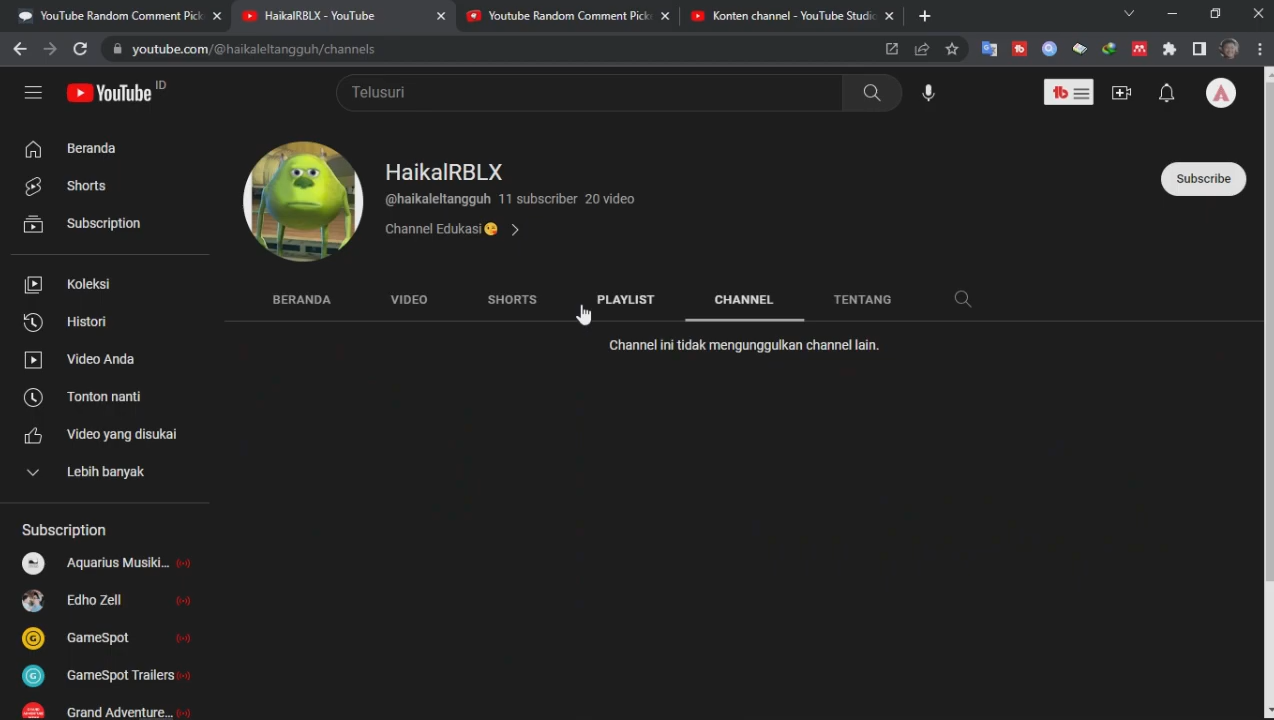 YouTube Random Comment Pick
HaikalRBLX - YouTube
Youtube Random Comment Picke
Konten channel - YouTube Studio
youtube.com/@haikaleltangguh/channels
YouTube ID
Telusuri
tb
Beranda
Shorts
Subscription
Koleksi
Histori
Video Anda
Tonton nanti
Video yang disukai
Lebih banyak
Subscription
Aquarius Musiki...
Edho Zell
GameSpot
GameSpot Trailers
Grand Adventure...
HaikalRBLX
@haikaleltangguh 11 subscriber 20 video
Channel Edukasi😘
Subscribe
BERANDA VIDEO SHORTS PLAYLIST CHANNEL TENTANG
Channel ini tidak mengunggulkan channel lain.